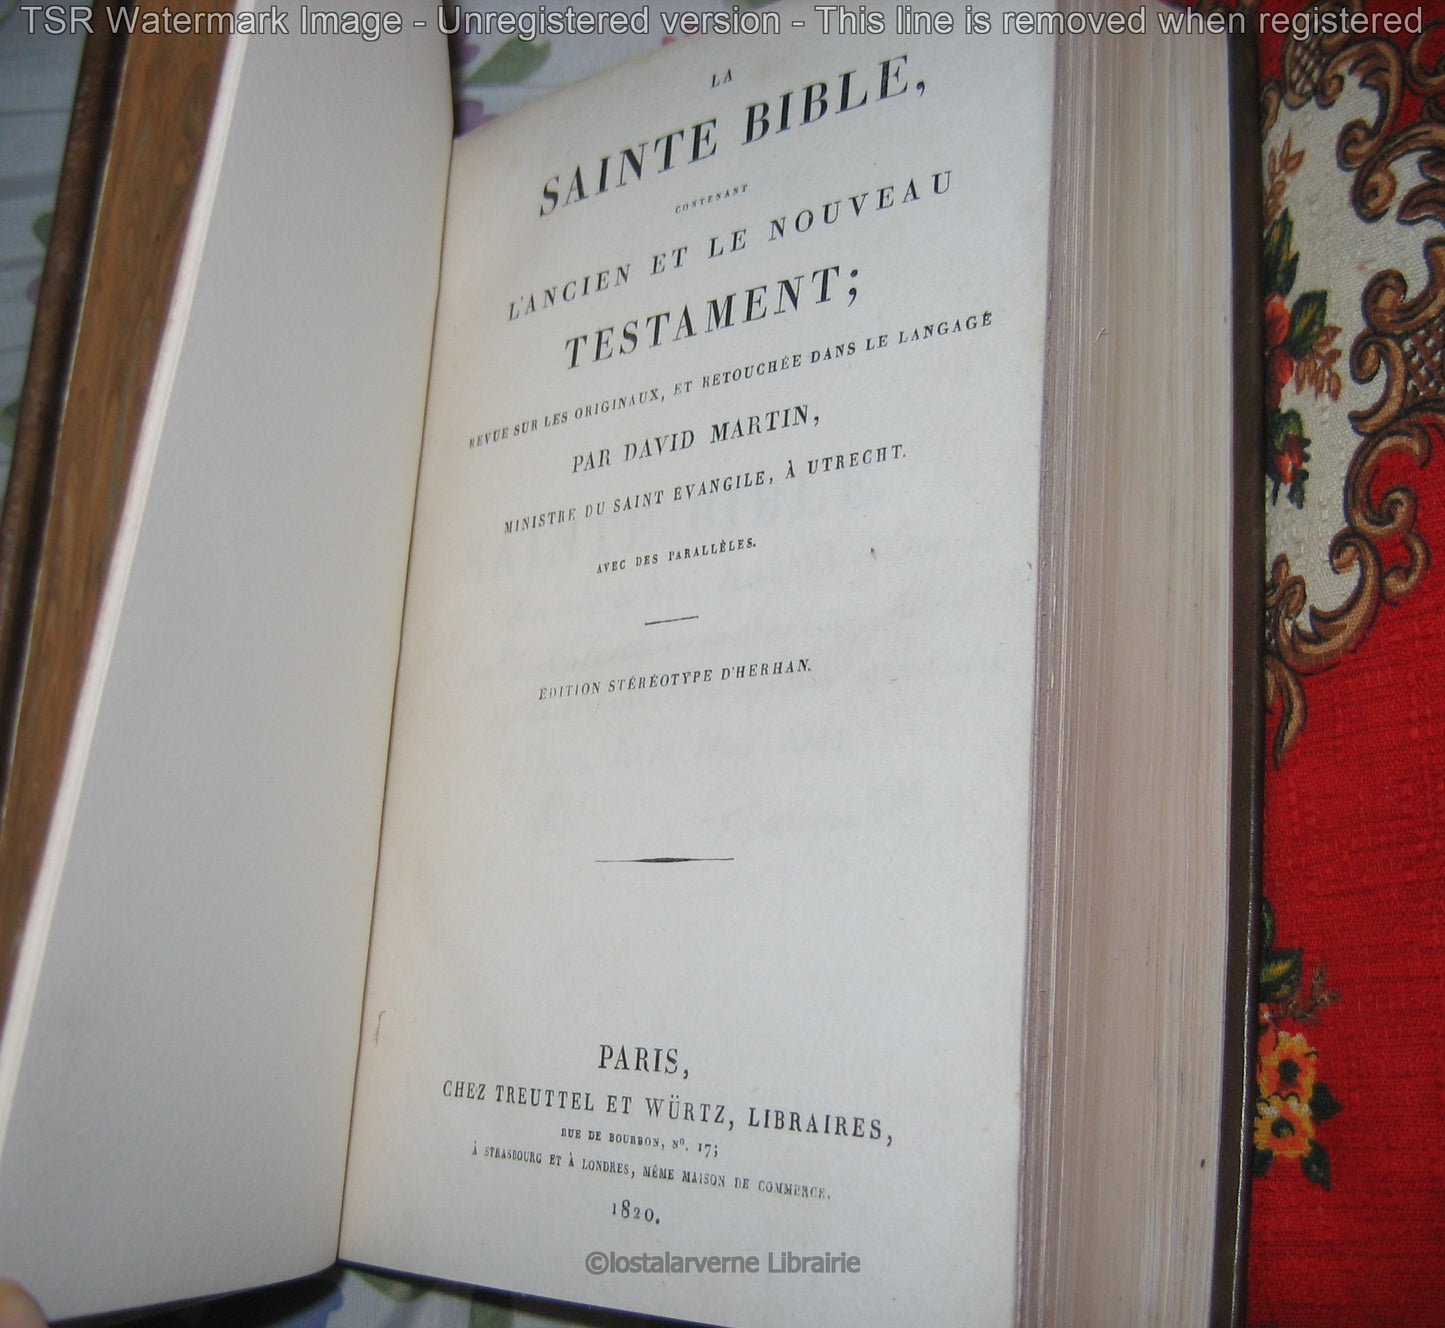 TSR Watermark Image - Unregistered version - This line is removed when registered
LA
SAINTE BIBLE,
CONTENANT
L'ANCIEN ET LE NOUVEAU
TESTAMENT;
REVUE SUR LES ORIGINAUX, ET RETOUCHÉE DANS LE LANGAGE
PAR DAVID MARTIN,
MINISTRE DU SAINT EVANGILE, À UTRECHT.
AVEC DES PARALLÈLES.
ÉDITION STÉRÉOTYPE D'HERHAN.
PARIS,
CHEZ TREUTTEL ET WÜRTZ, LIBRAIRES,
RUE DE BOURBON, Nº. 17;
À STRASBOURG ET À LONDRES, MÊME MAISON DE COMMERCE.
1820.
©lostalarverne Librairie